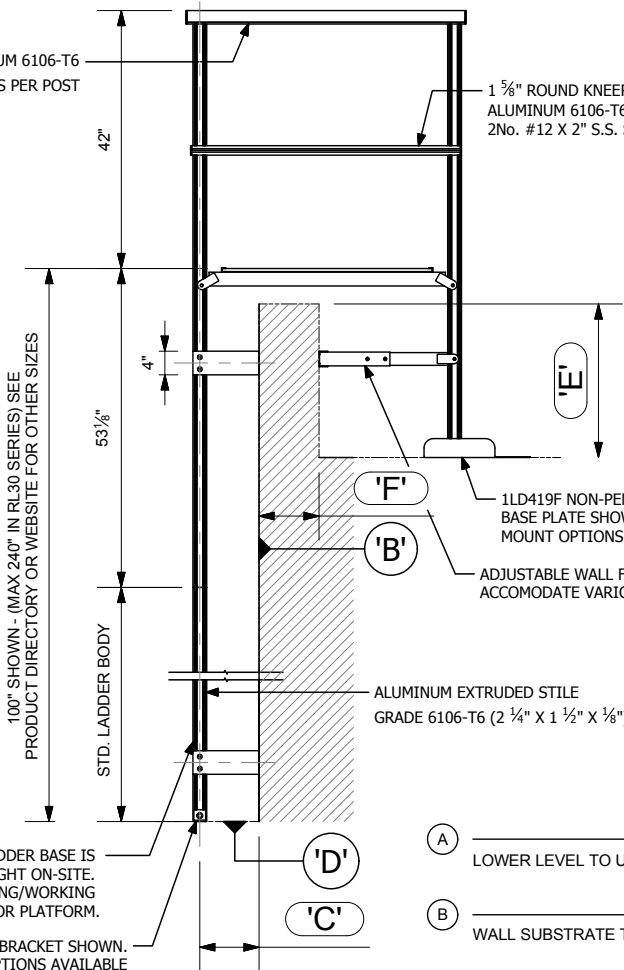 UM 6106-T6
S PER POST
42"
1 ⅝" ROUND KNEER
ALUMINUM 6106-T6
2No. #12 X 2" S.S.
4"
53⅛"
100" SHOWN - (MAX 240" IN RL30 SERIES) SEE
PRODUCT DIRECTORY OR WEBSITE FOR OTHER SIZES
'E'
'F'
1LD419F NON-PEN
BASE PLATE SHOW
MOUNT OPTIONS
'B'
ADJUSTABLE WALL F
ACCOMODATE VARIO
STD. LADDER BODY
ALUMINUM EXTRUDED STILE
GRADE 6106-T6 (2 ¼" X 1 ½" X ⅛")
DDER BASE IS
GHT ON-SITE.
NG/WORKING
OR PLATFORM.
'D'
'C'
BRACKET SHOWN.
PTIONS AVAILABLE
A
LOWER LEVEL TO U
B
WALL SUBSTRATE T